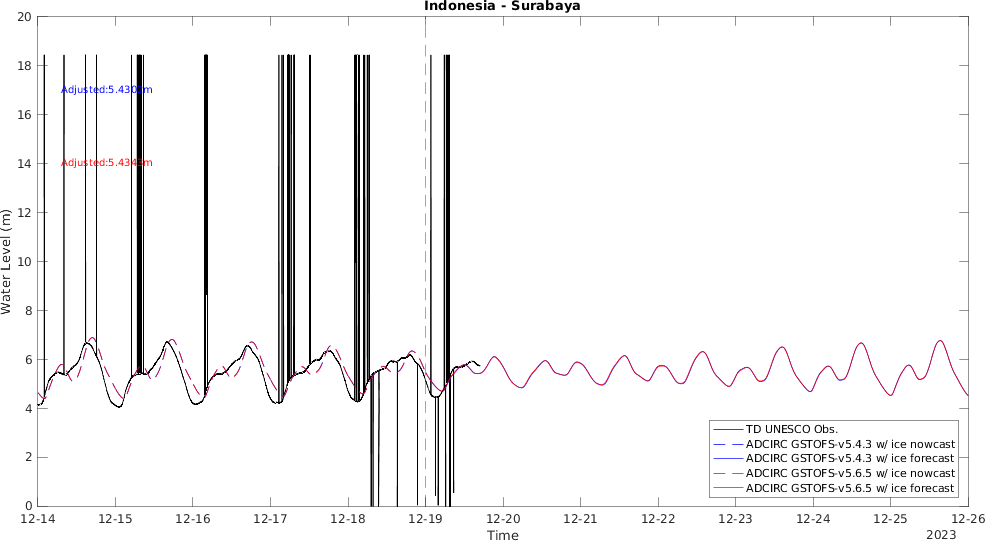 Indonesia - Surabaya
20
18
16
14
12
10
8
6
4
2
0
Water Level (m)
Adjusted:5.430 m
Adjusted:5.434 m
TD UNESCO Obs.
ADCIRC GSTOFS-v5.4.3 w/ ice nowcast
ADCIRC GSTOFS-v5.4.3 w/ ice forecast
ADCIRC GSTOFS-v5.6.5 w/ ice nowcast
ADCIRC GSTOFS-v5.6.5 w/ ice forecast
12-14 12-15 12-16 12-17 12-18 12-19 12-20 12-21 12-22 12-23 12-24 12-25 12-26
Time
2023